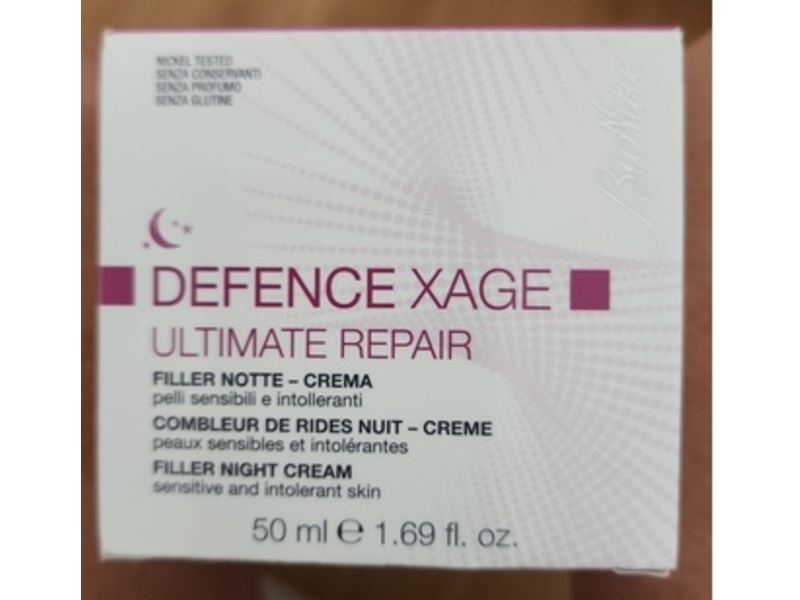 NICKEL TESTED
SENZA CONSERVANTI
SENZA PROFUMO
SENZA GLUTINE
BioNike
DEFENCE XAGE
ULTIMATE REPAIR
FILLER NOTTE – CREMA
pelli sensibili e intolleranti
COMBLEUR DE RIDES NUIT – CREME
peaux sensibles et intolérantes
FILLER NIGHT CREAM
sensitive and intolerant skin
50 ml ℮ 1.69 fl. oz.